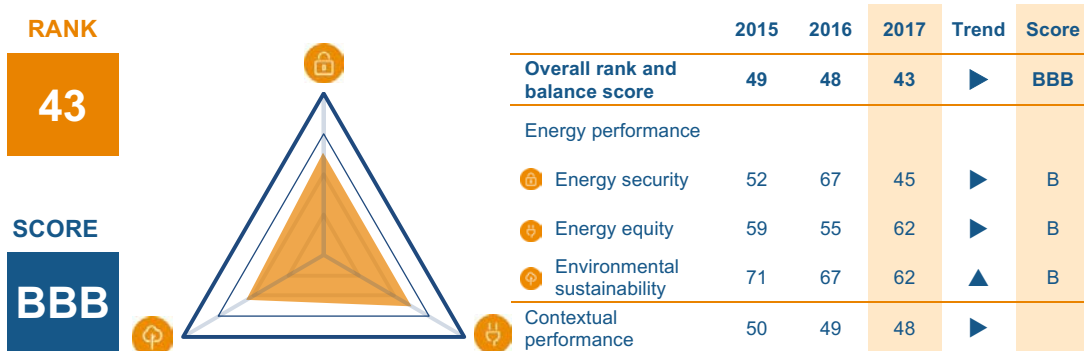 RANK
43
SCORE
BBB
2015 2016 2017 Trend Score
Overall rank and
balance score 49 48 43 BBB
Energy performance
Energy security 52 67 45 B
Energy equity 59 55 62 B
Environmental
sustainability 71 67 62 B
Contextual
performance 50 49 48